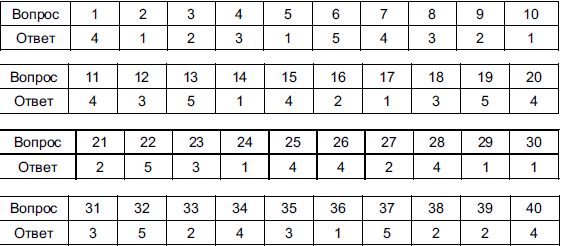 Вопрос 1 2 3 4 5 6 7 8 9 10
Ответ 4 1 2 3 1 5 4 3 2 1
Вопрос 11 12 13 14 15 16 17 18 19 20
Ответ 4 3 5 1 4 2 1 3 5 4
Вопрос 21 22 23 24 25 26 27 28 29 30
Ответ 2 5 3 1 4 4 2 4 1 1
Вопрос 31 32 33 34 35 36 37 38 39 40
Ответ 3 5 2 4 3 1 5 2 2 4